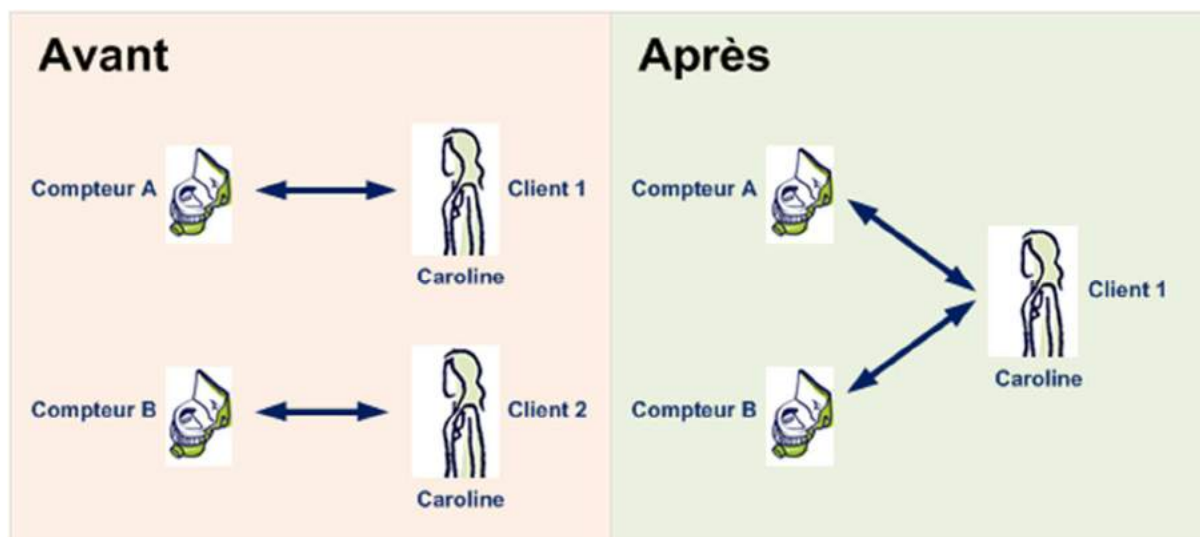 Avant
Compteur A
Client 1
Caroline
Compteur B
Client 2
Caroline
Après
Compteur A
Client 1
Caroline
Compteur B